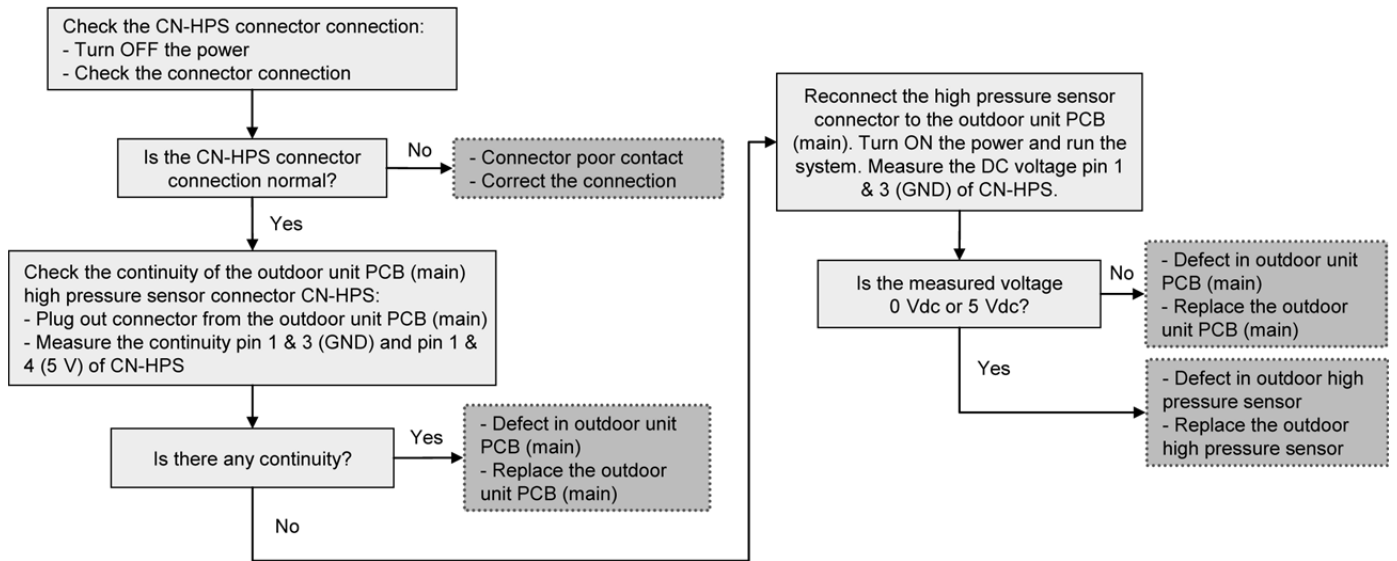 Check the CN-HPS connector connection:
- Turn OFF the power
- Check the connector connection
Is the CN-HPS connector
connection normal?
No
- Connector poor contact
- Correct the connection
Yes
Check the continuity of the outdoor unit PCB (main)
high pressure sensor connector CN-HPS:
- Plug out connector from the outdoor unit PCB (main)
- Measure the continuity pin 1 & 3 (GND) and pin 1 &
4 (5 V) of CN-HPS
Is there any continuity?
Yes
- Defect in outdoor unit
PCB (main)
- Replace the outdoor
unit PCB (main)
No
Reconnect the high pressure sensor
connector to the outdoor unit PCB
(main). Turn ON the power and run the
system. Measure the DC voltage pin 1
& 3 (GND) of CN-HPS.
Is the measured voltage
0 Vdc or 5 Vdc?
No
- Defect in outdoor unit
PCB (main)
- Replace the outdoor
unit PCB (main)
Yes
- Defect in outdoor high
pressure sensor
- Replace the outdoor
high pressure sensor